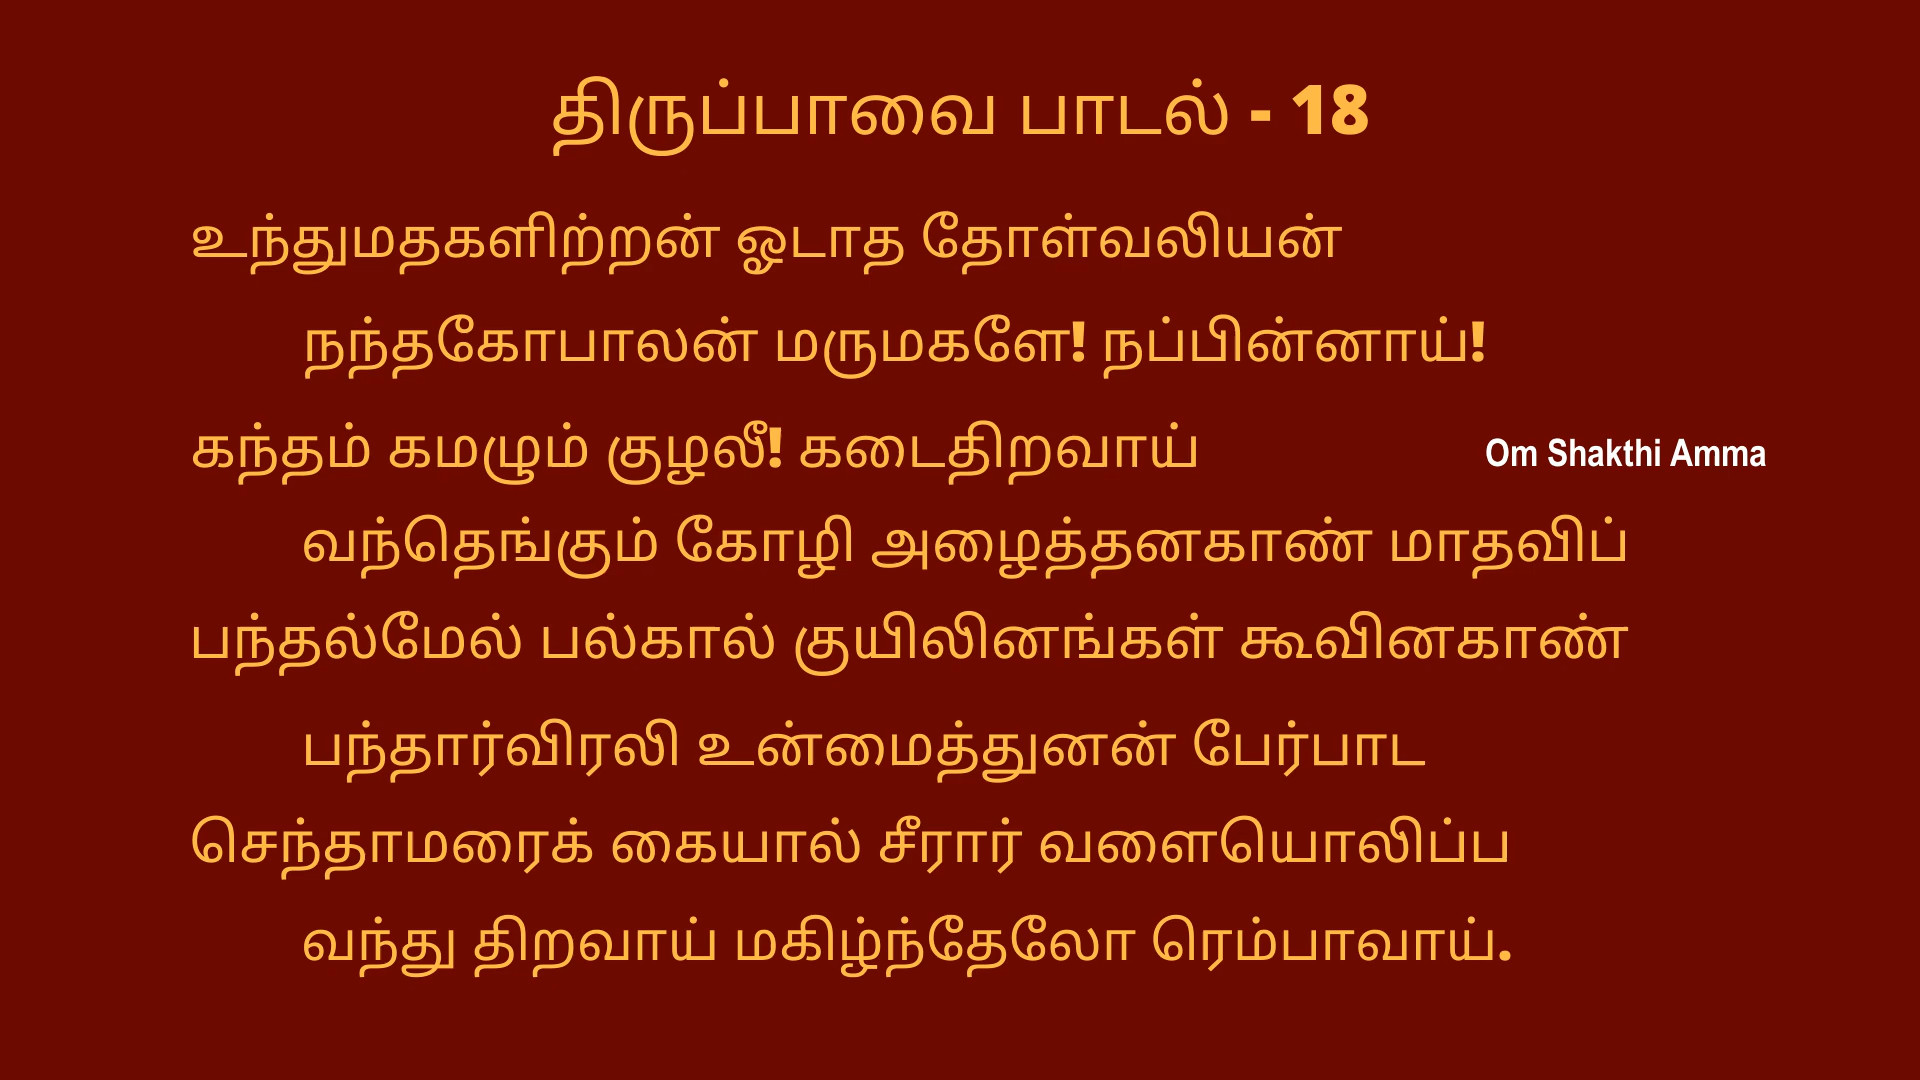 திருப்பாவை பாடல் - 18
உந்துமதகளிற்றன் ஓடாத தோள்வலியன்
நந்தகோபாலன் மருமகளே! நப்பின்னாய்!
கந்தம் கமழும் குழலீ! கடைதிறவாய்
Om Shakthi Amma
வந்தெங்கும் கோழி அழைத்தனகாண் மாதவிப்
பந்தல்மேல் பல்கால் குயிலினங்கள் கூவினகாண்
பந்தார்விரலி உன்மைத்துனன் பேர்பாட
செந்தாமரைக் கையால் சீரார் வளையொலிப்ப
வந்து திறவாய் மகிழ்ந்தேலோ ரெம்பாவாய்.